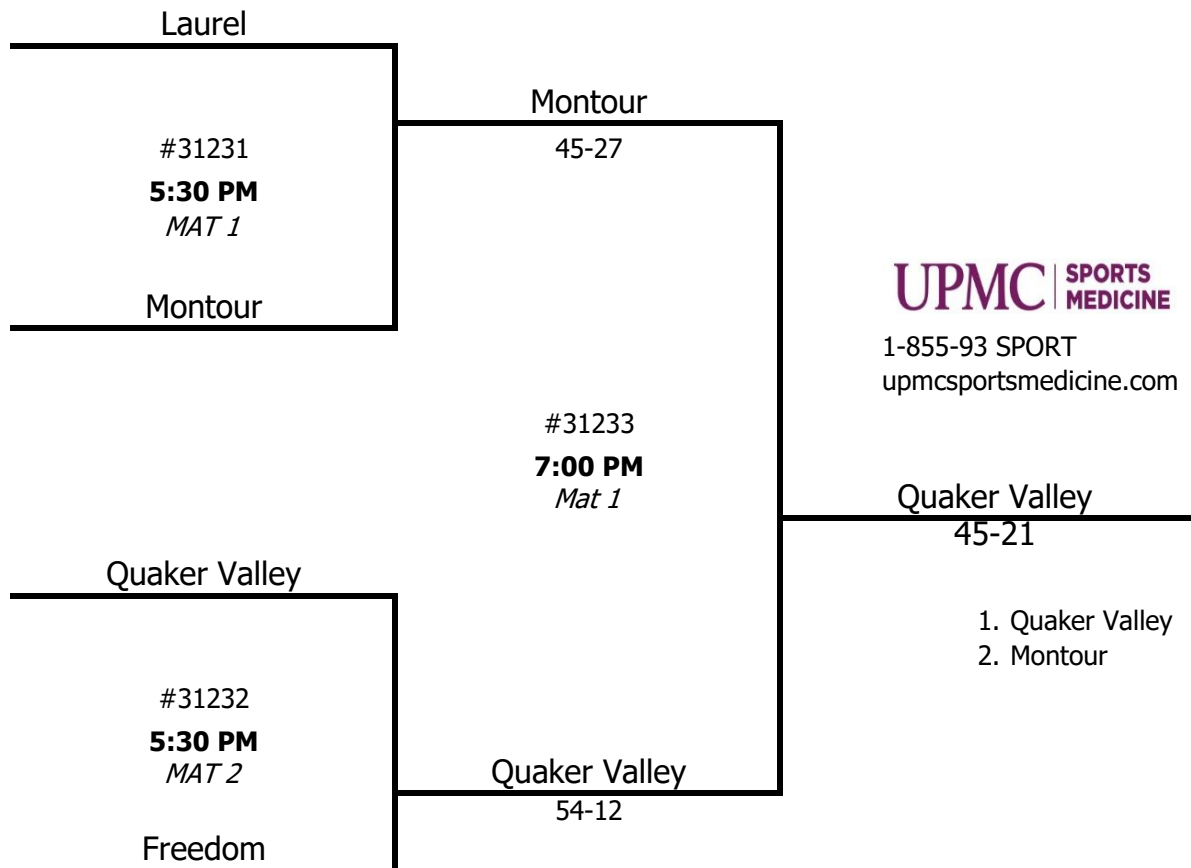 Laurel
#31231
5:30 PM
MAT 1
Montour
Montour
45-27
#31233
7:00 PM
Mat 1
UPMC SPORTS
MEDICINE
1-855-93 SPORT
upmcsportsmedicine.com
Quaker Valley
45-21
1. Quaker Valley
2. Montour
Quaker Valley
#31232
5:30 PM
MAT 2
Freedom
Quaker Valley
54-12